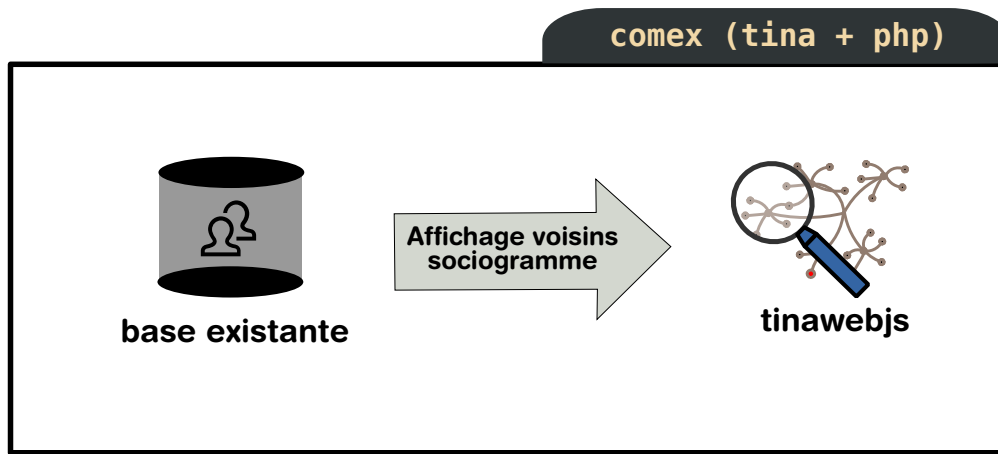 comex (tina + php)
Affichage voisins
sociogramme
base existante
tinawebjs